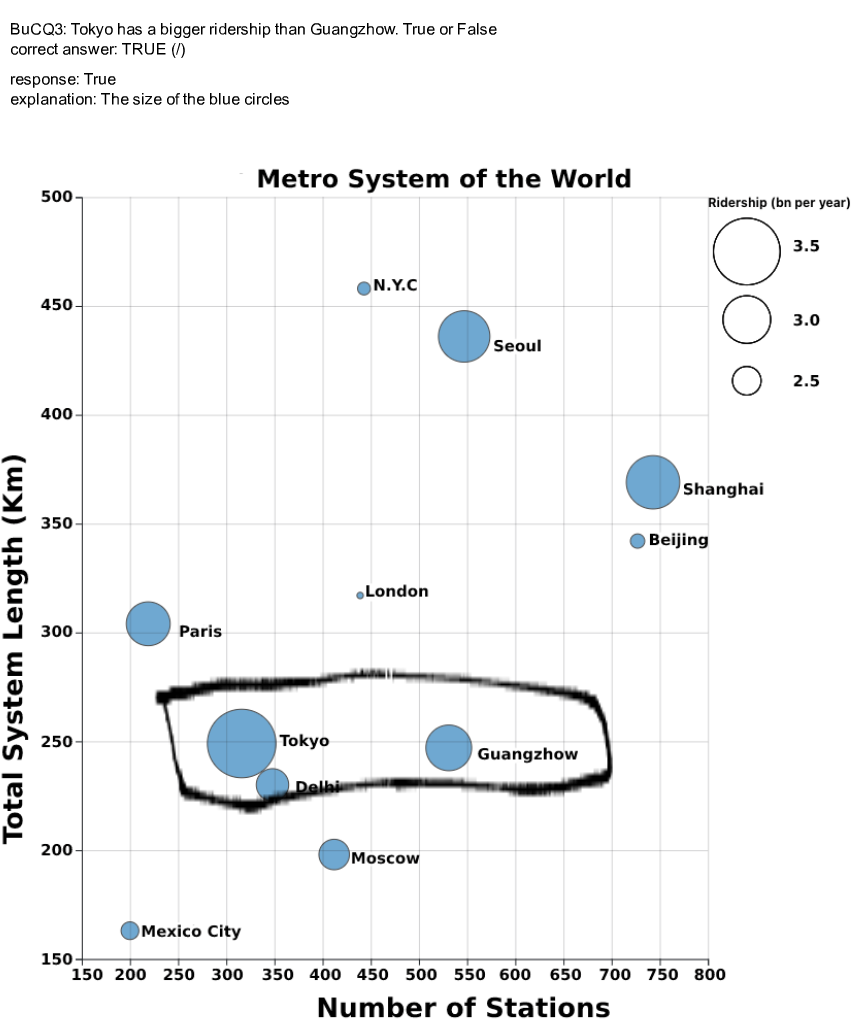 BuCQ3: Tokyo has a bigger ridership than Guangzhow. True or False
correct answer: TRUE (/)
response: True
explanation: The size of the blue circles
Metro System of the World
Ridership (bn per year)
3.5
3.0
2.5
Total System Length (Km)
500
450
400
350
300
250
200
150
N.Y.C
Seoul
Shanghai
Beijing
London
Paris
Tokyo
Guangzhow
Delhi
Moscow
Mexico City
150 200 250 300 350 400 450 500 550 600 650 700 750 800
Number of Stations